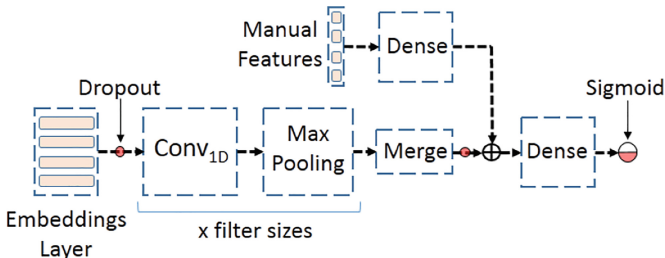 Manual
Features
Dense
Dropout
Sigmoid
Conv1D
Max
Pooling
Merge
Dense
Embeddings
Layer
x filter sizes